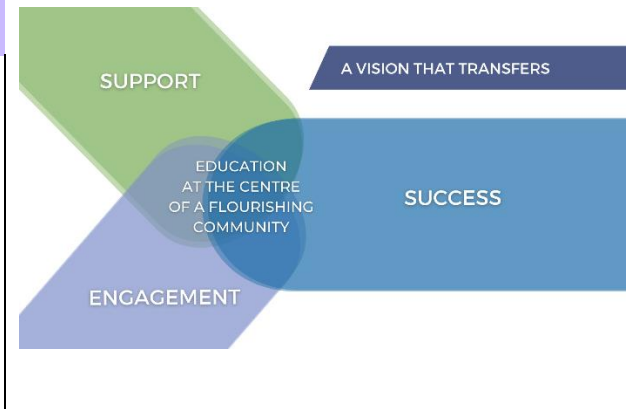 SUPPORT
A VISION THAT TRANSFERS
EDUCATION
AT THE CENTRE
OF A FLOURISHING
COMMUNITY
SUCCESS
ENGAGEMENT